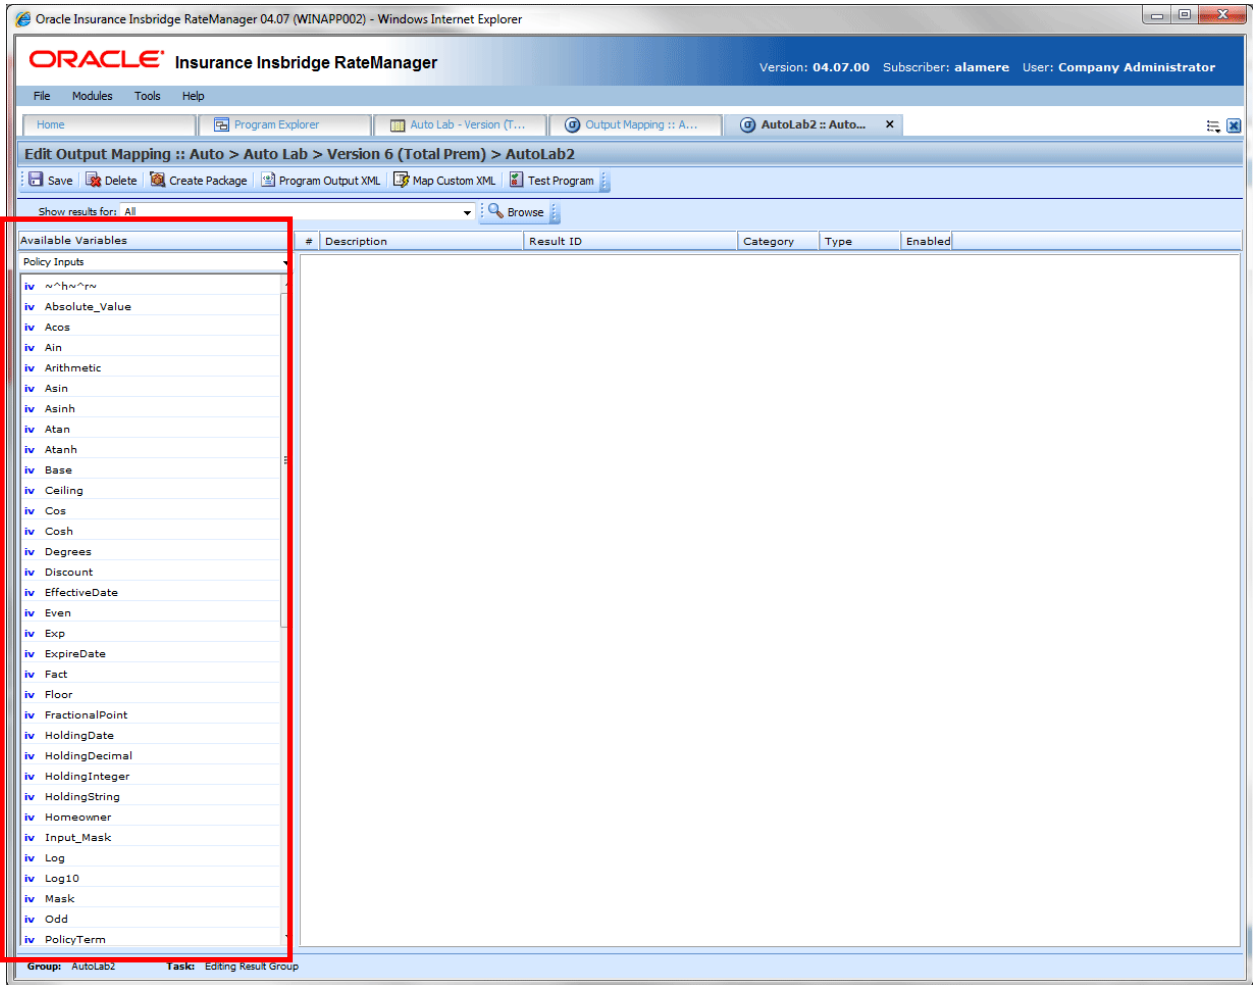 Oracle Insurance Insbridge RateManager 04.07 (WINAPP002) - Windows Internet Explorer
ORACLE Insurance Insbridge RateManager
Version: 04.07.00 Subscriber: alamere User: Company Administrator
File Modules Tools Help
Home Program Explorer Auto Lab - Version (T... Output Mapping :: A... AutoLab2 :: Auto...
Edit Output Mapping :: Auto > Auto Lab > Version 6 (Total Prem) > AutoLab2
Save Delete Create Package Program Output XML Map Custom XML Test Program
Show results for: All Browse
Available Variables # Description Result ID Category Type Enabled
Policy Inputs
iv ~^h~^r~
iv Absolute_Value
iv Acos
iv Ain
iv Arithmetic
iv Asin
iv Asinh
iv Atan
iv Atanh
iv Base
iv Ceiling
iv Cos
iv Cosh
iv Degrees
iv Discount
iv EffectiveDate
iv Even
iv Exp
iv ExpireDate
iv Fact
iv Floor
iv FractionalPoint
iv HoldingDate
iv HoldingDecimal
iv HoldingInteger
iv HoldingString
iv Homeowner
iv Input_Mask
iv Log
iv Log10
iv Mask
iv Odd
iv PolicyTerm
Group: AutoLab2 Task: Editing Result Group